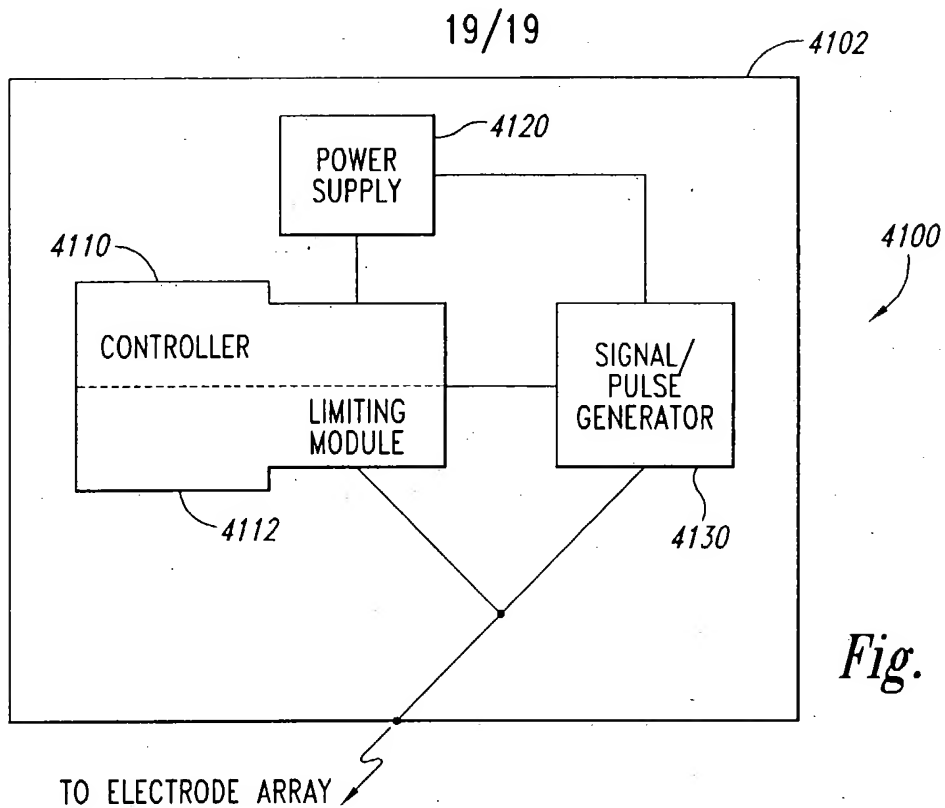 19/19
4102
4120
POWER
SUPPLY
4110
4100
CONTROLLER
SIGNAL/
PULSE
GENERATOR
LIMITING
MODULE
4112
4130
Fig.
TO ELECTRODE ARRAY